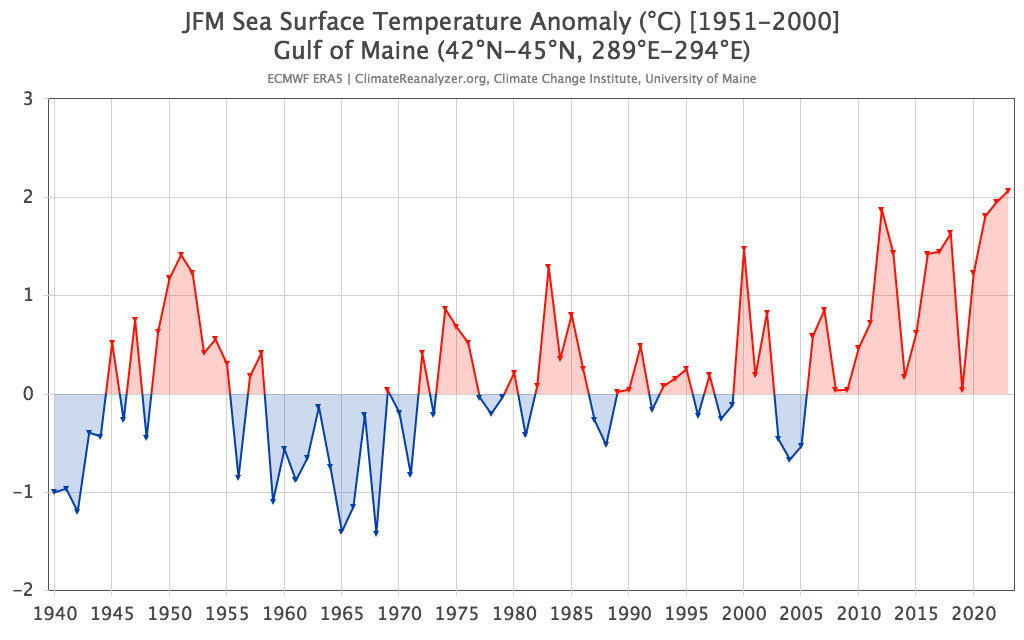 JFM Sea Surface Temperature Anomaly (°C) [1951−2000]
Gulf of Maine (42°N−45°N, 289°E−294°E)
ECMWF ERA5 | ClimateReanalyzer.org, Climate Change Institute, University of Maine
3
2
1
0
−1
−2
1940 1945 1950 1955 1960 1965 1970 1975 1980 1985 1990 1995 2000 2005 2010 2015 2020